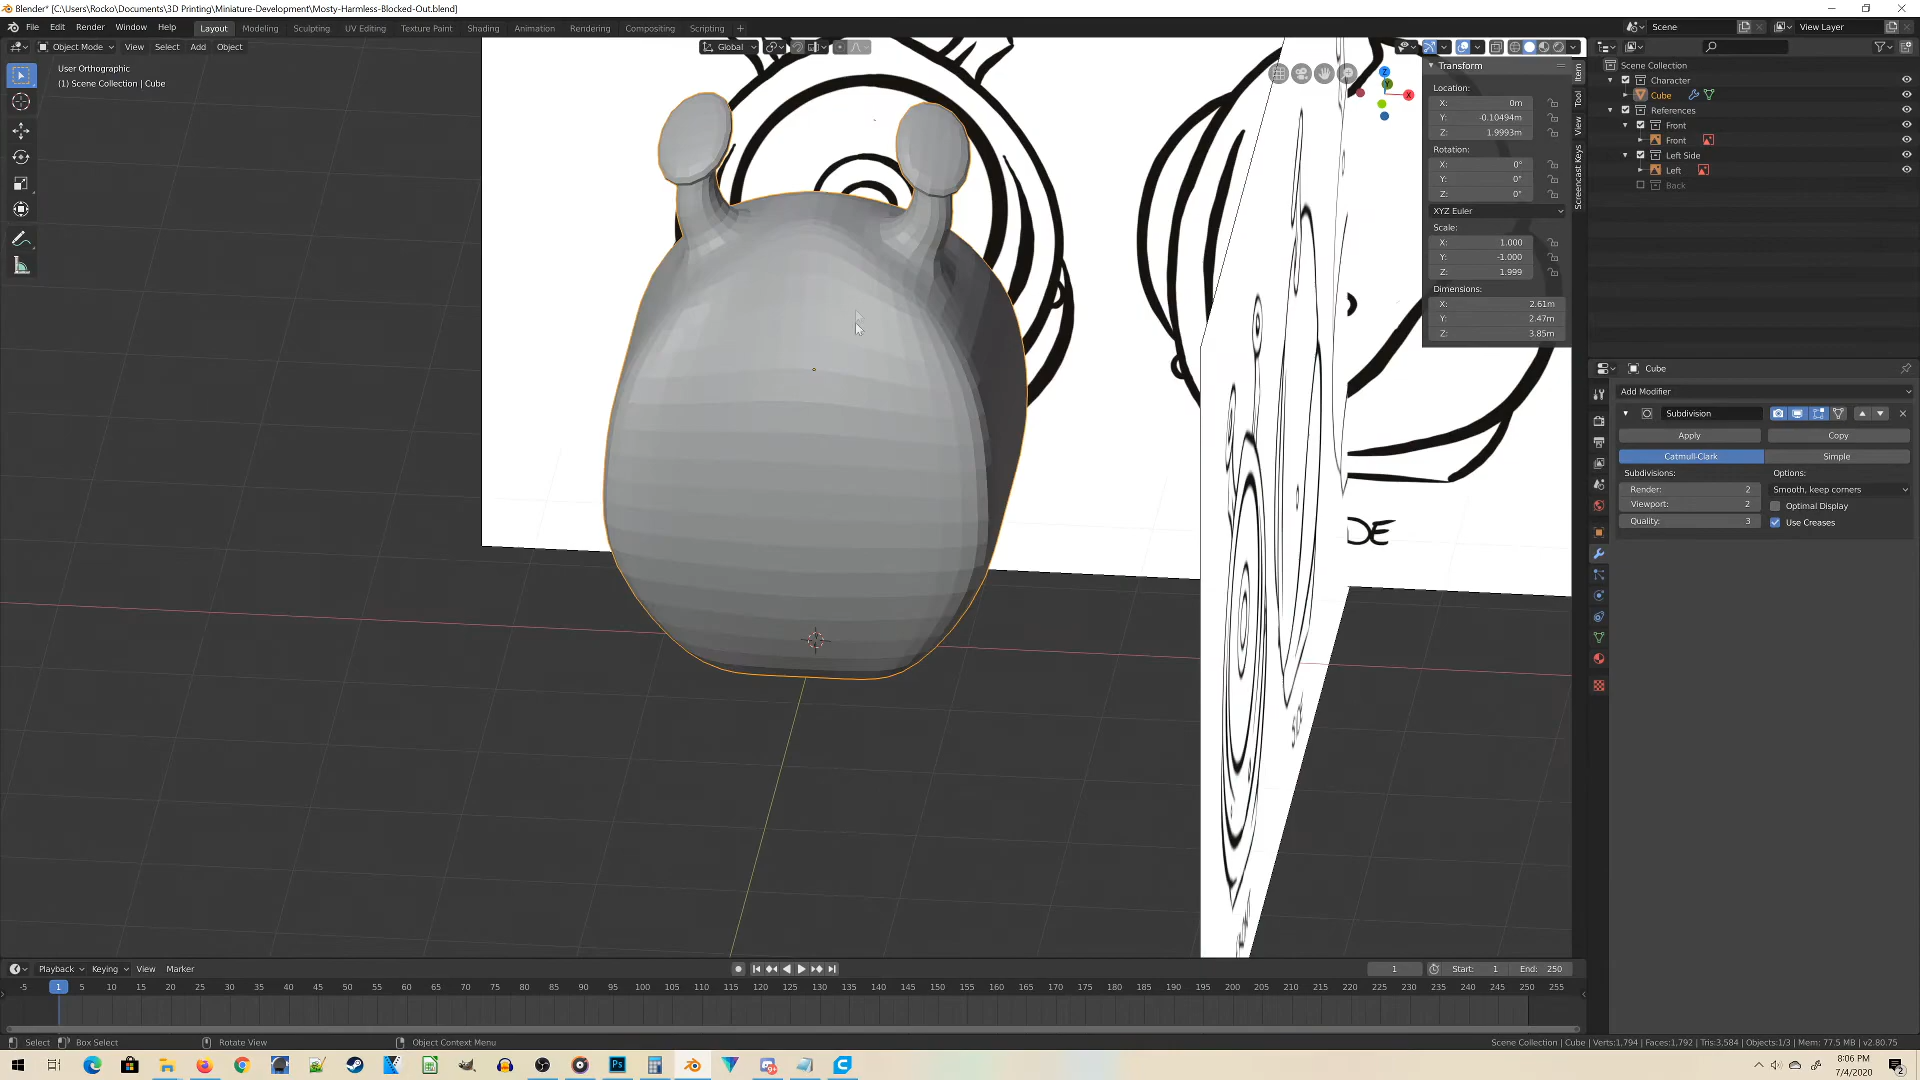 Blender* [C:\Users\Rocko\Documents\3D Printing\Miniature-Development\Mosty-Harmless-Blocked-Out.blend]
File Edit Render Window Help Layout Modeling Sculpting UV Editing Texture Paint Shading Animation Rendering Compositing Scripting + Scene View Layer
Object Mode View Select Add Object Global
User Orthographic
(1) Scene Collection | Cube
Transform
Location:
X: 0m
Y: -0.10494m
Z: 1.9993m
Rotation:
X: 0°
Y: 0°
Z: 0°
XYZ Euler
Scale:
X: 1.000
Y: -1.000
Z: 1.999
Dimensions:
X: 2.61m
Y: 2.47m
Z: 3.85m
Item
Tool
View
Screencast Keys
Z
Y
X
DE
Scene Collection
Character
Cube
References
Front
Front
Left Side
Left
Back
Cube
Add Modifier
Subdivision
Apply Copy
Catmull-Clark Simple
Subdivisions: Options:
Render: 2 Smooth, keep corners
Viewport: 2 Optimal Display
Quality: 3 Use Creases
Playback Keying View Marker 1 Start: 1 End: 250
-5 1 5 10 15 20 25 30 35 40 45 50 55 60 65 70 75 80 85 90 95 100 105 110 115 120 125 130 135 140 145 150 155 160 165 170 175 180 185 190 195 200 205 210 215 220 225 230 235 240 245 250 255
Select Box Select Rotate View Object Context Menu Scene Collection | Cube | Verts:1,794 | Faces:1,792 | Tris:3,584 | Objects:1/3 | Mem: 77.5 MB | v2.80.75
8:06 PM
7/4/2020